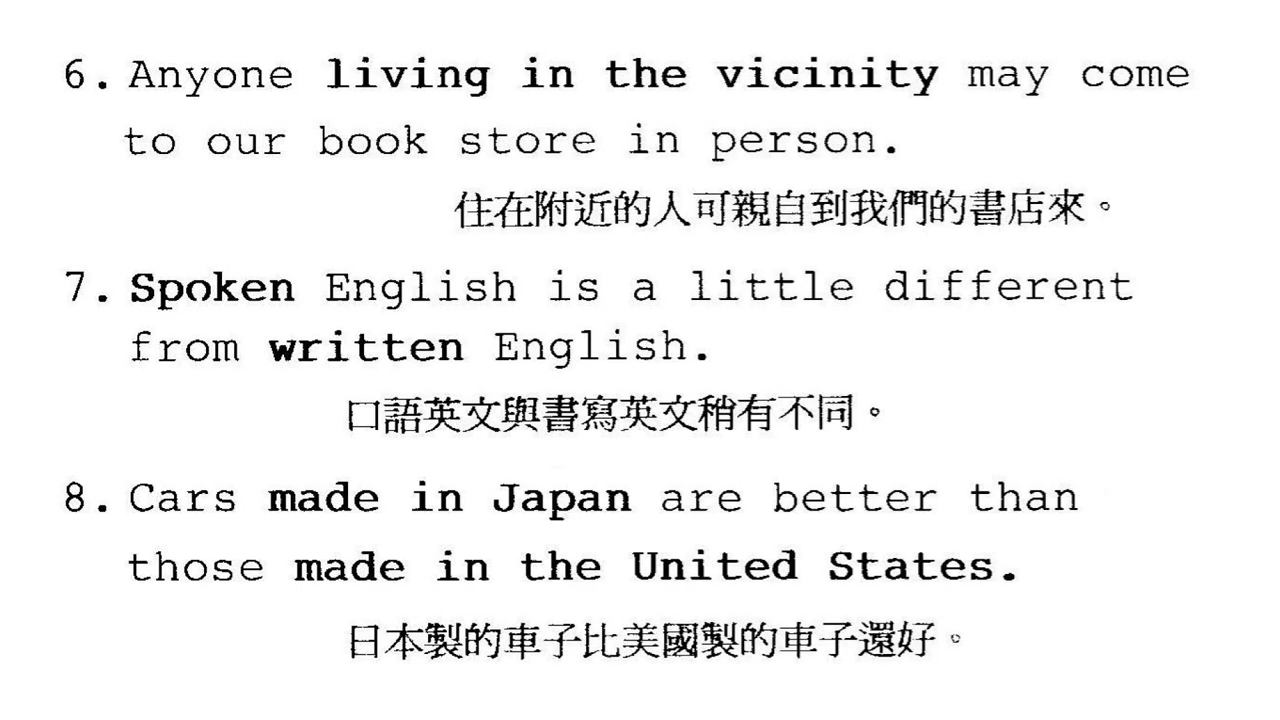 6. Anyone living in the vicinity may come
to our book store in person.
住在附近的人可親自到我們的書店來。
7. Spoken English is a little different
from written English.
口語英文與書寫英文稍有不同。
8. Cars made in Japan are better than
those made in the United States.
日本製的車子比美國製的車子還好。